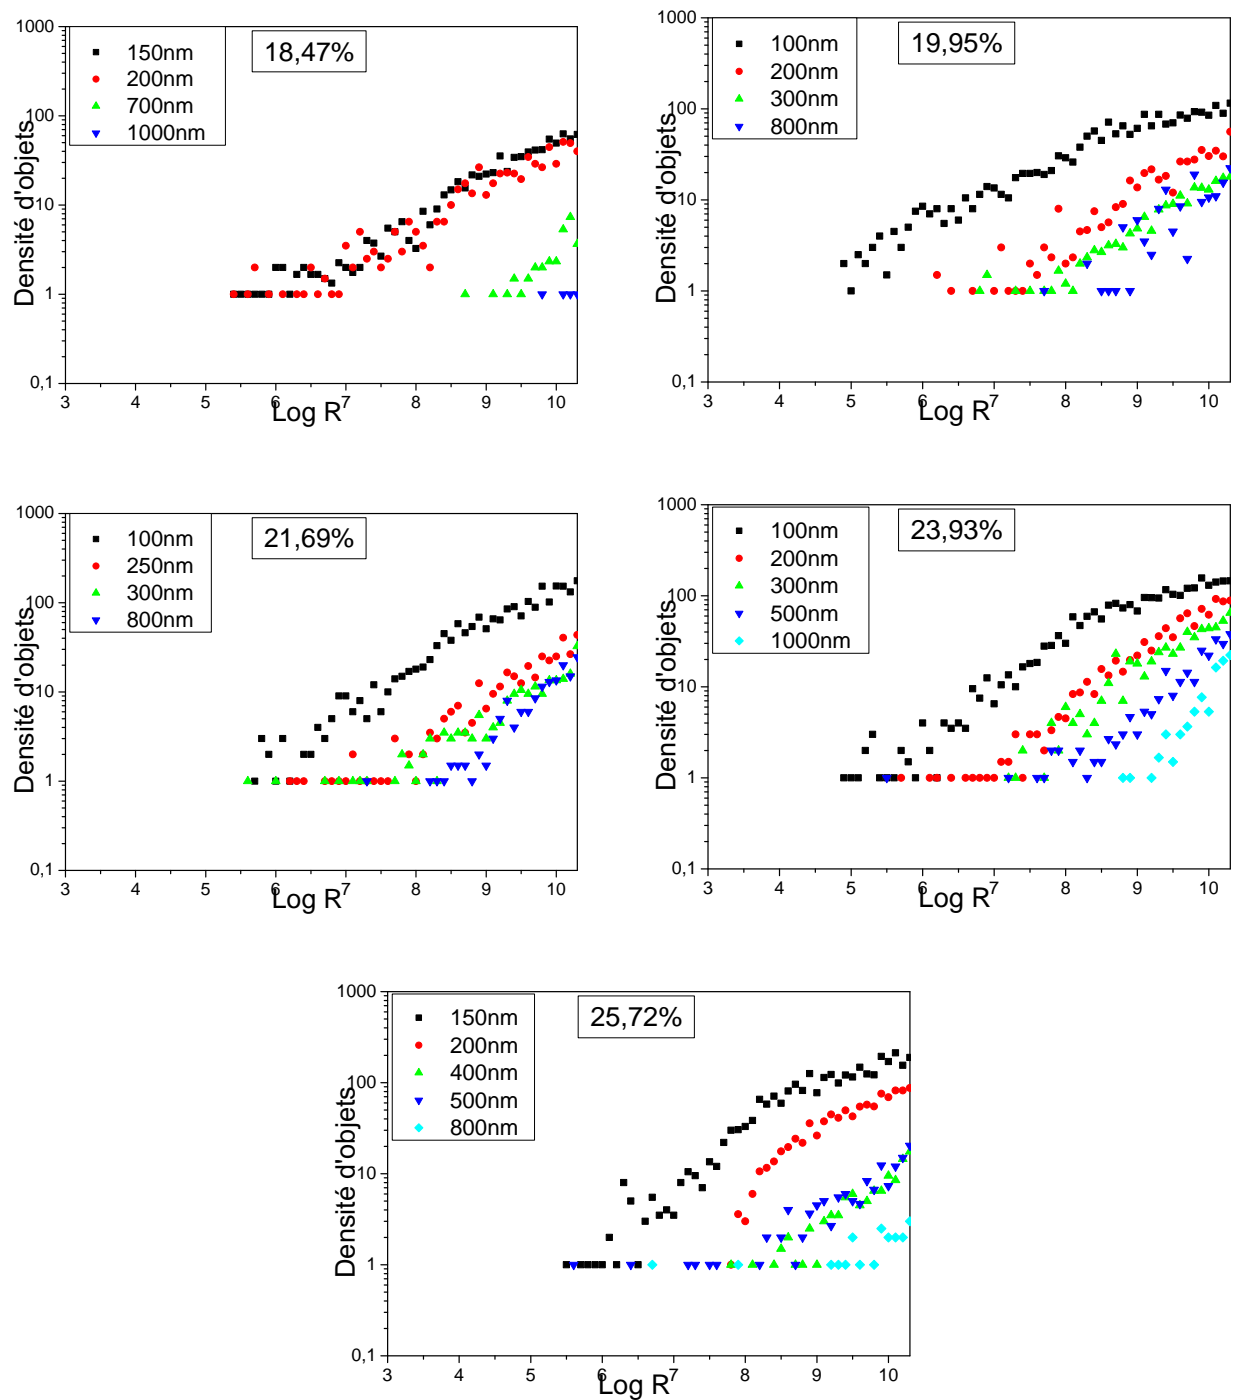 1000
100
10
1
0,1
Densité d'objets
150nm
200nm
700nm
1000nm
18,47%
3 4 5 6 7 8 9 10
Log R
1000
100
10
1
0,1
Densité d'objets
100nm
200nm
300nm
800nm
19,95%
3 4 5 6 7 8 9 10
Log R
1000
100
10
1
0,1
Densité d'objets
100nm
250nm
300nm
800nm
21,69%
3 4 5 6 7 8 9 10
Log R
1000
100
10
1
0,1
Densité d'objets
100nm
200nm
300nm
500nm
1000nm
23,93%
3 4 5 6 7 8 9 10
Log R
1000
100
10
1
0,1
Densité d'objets
150nm
200nm
400nm
500nm
800nm
25,72%
3 4 5 6 7 8 9 10
Log R